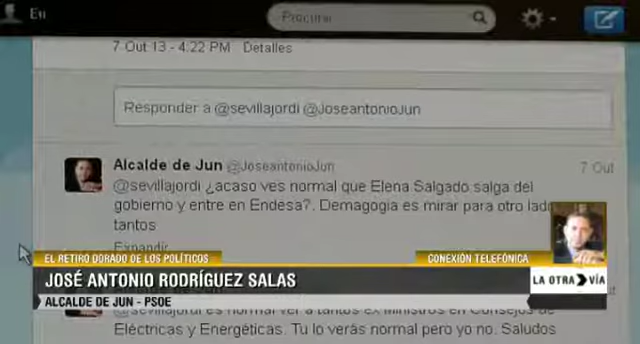 En
Procurar
7 Out 13 - 4:22 PM Detalles
Responder a @sevillajordi @JoseantonioJun
Alcalde de Jun @JoseantonioJun 7 Out
@sevillajordi ¿acaso ves normal que Elena Salgado salga del
gobierno y entre en Endesa?. Demagogia es mirar para otro lado
tantos
Expandir
EL RETIRO DORADO DE LOS POLÍTICOS
CONEXIÓN TELEFÓNICA
JOSÉ ANTONIO RODRÍGUEZ SALAS
LA OTRA VÍA
ALCALDE DE JUN - PSOE
@sevillajordi es normal ver a tantos ex Ministros en Consejos de
Eléctricas y Energéticas. Tu lo verás normal pero yo no. Saludos